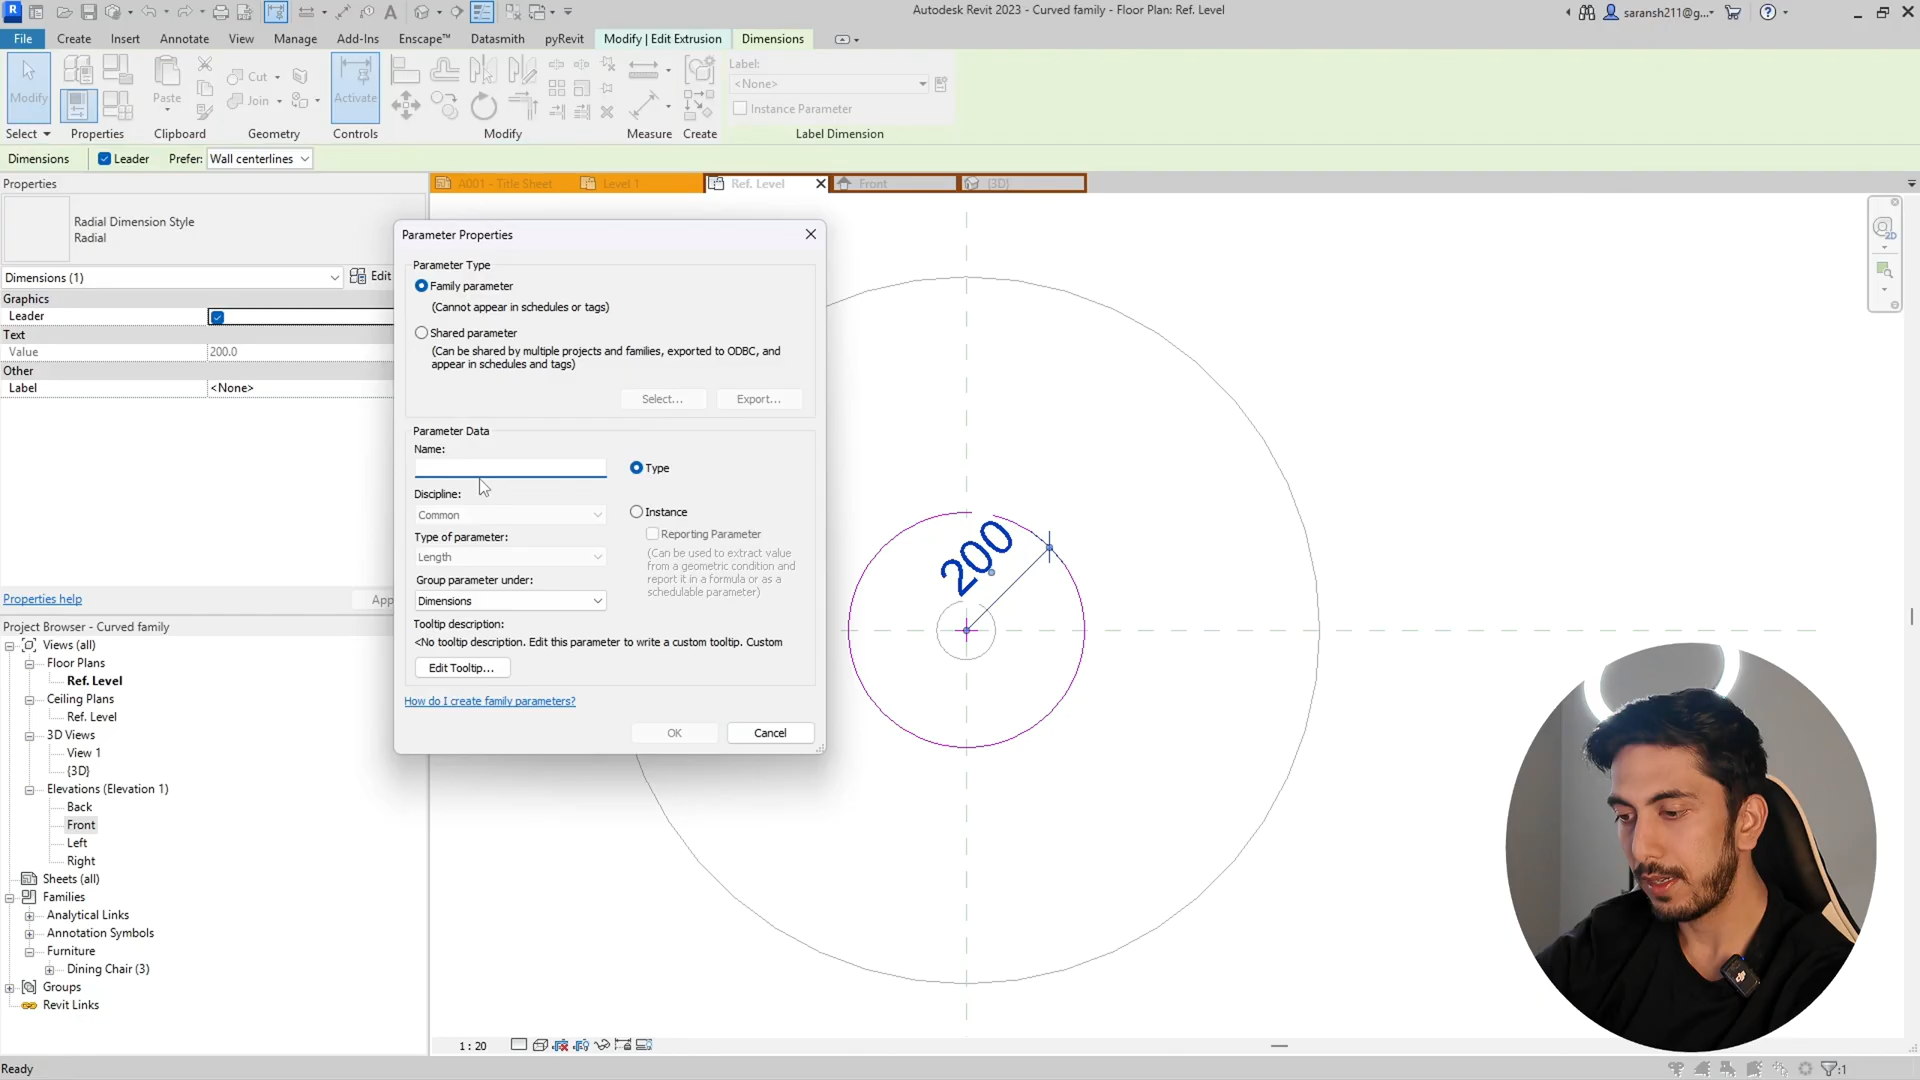 Autodesk Revit 2023 - Curved family - Floor Plan: Ref. Level
saransh211@g...
File
Create
Insert
Annotate
View
Manage
Add-Ins
Enscape™
Datasmith
pyRevit
Modify | Edit Extrusion
Dimensions
Modify
Paste
Cut
Join
Activate
Label:
<None>
Instance Parameter
Select
Properties
Clipboard
Geometry
Controls
Modify
Measure
Create
Label Dimension
Dimensions
Leader
Prefer:
Wall centerlines
Properties
A001 - Title Sheet
Level 1
Ref. Level
Front
{3D}
Radial Dimension Style
Radial
Dimensions (1)
Edit
Graphics
Leader
Text
Value
200.0
Other
Label
<None>
Properties help
App
Parameter Properties
Parameter Type
Family parameter
(Cannot appear in schedules or tags)
Shared parameter
(Can be shared by multiple projects and families, exported to ODBC, and
appear in schedules and tags)
Select...
Export...
Parameter Data
Name:
Type
Discipline:
Common
Instance
Reporting Parameter
Type of parameter:
Length
(Can be used to extract value
from a geometric condition and
report it in a formula or as a
schedulable parameter)
Group parameter under:
Dimensions
Tooltip description:
<No tooltip description. Edit this parameter to write a custom tooltip. Custom
Edit Tooltip...
How do I create family parameters?
OK
Cancel
200
Project Browser - Curved family
Views (all)
Floor Plans
Ref. Level
Ceiling Plans
Ref. Level
3D Views
View 1
{3D}
Elevations (Elevation 1)
Back
Front
Left
Right
Sheets (all)
Families
Analytical Links
Annotation Symbols
Furniture
Dining Chair (3)
Groups
Revit Links
1 : 20
Ready
:1